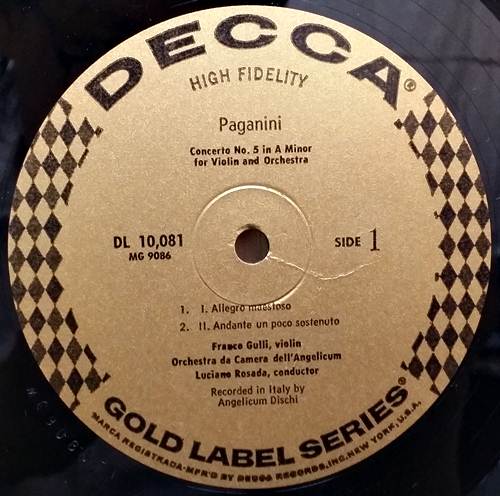 DECCA®
HIGH FIDELITY
Paganini
Concerto No. 5 in A Minor
for Violin and Orchestra
DL 10,081
MG 9086
SIDE 1
1. I. Allegro maestoso
2. II. Andante un poco sostenuto
Franco Gulli, violin
Orchestra da Camera dell'Angelicum
Luciano Rosada, conductor
Recorded in Italy by
Angelicum Dischi
GOLD LABEL SERIES®
MARCA REGISTRADA-MFR'D BY DECCA RECORDS, INC., NEW YORK, U.S.A.